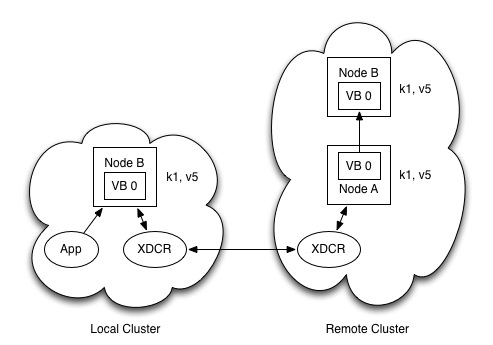 Node B
VB 0
k1, v5
App
XDCR
Local Cluster
Node B
VB 0
k1, v5
VB 0
Node A
k1, v5
XDCR
Remote Cluster